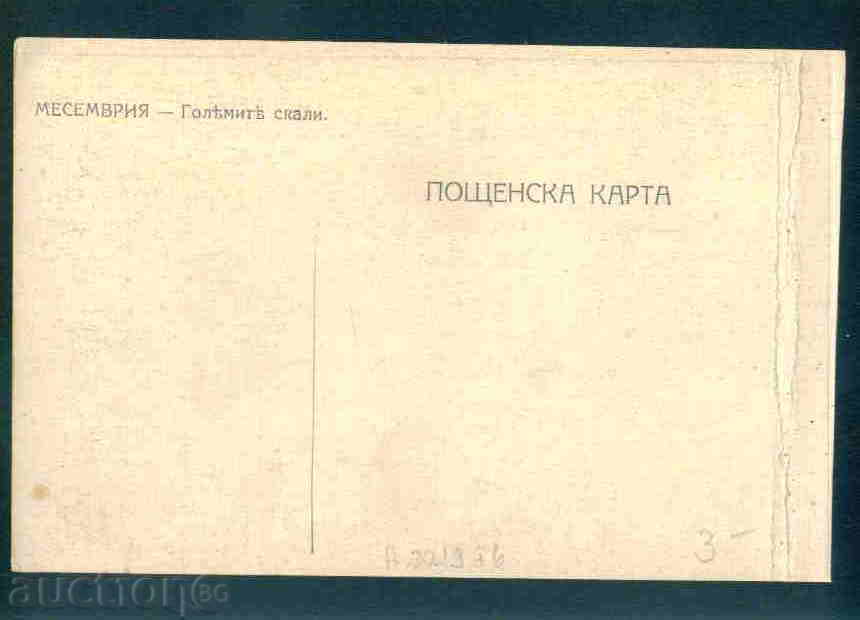 МЕСЕМВРИЯ — Голѣмитѣ скали.
ПОЩЕНСКА КАРТА
3 —
auction BG